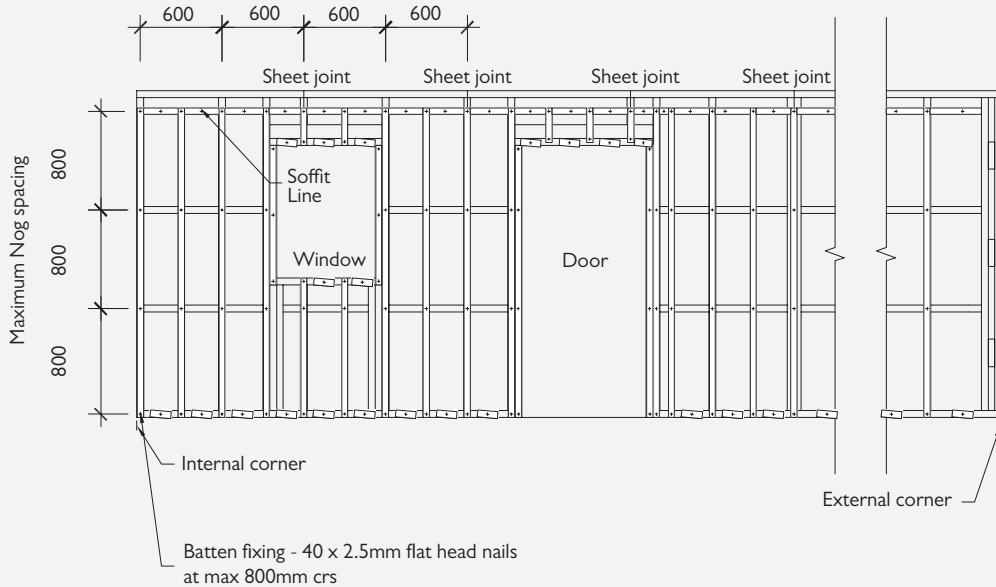 600
600
600
600
Sheet joint
Sheet joint
Sheet joint
Sheet joint
Maximum Nog spacing
800
800
800
Soffit
Line
Window
Door
Internal corner
External corner
Batten fixing - 40 x 2.5mm flat head nails
at max 800mm crs